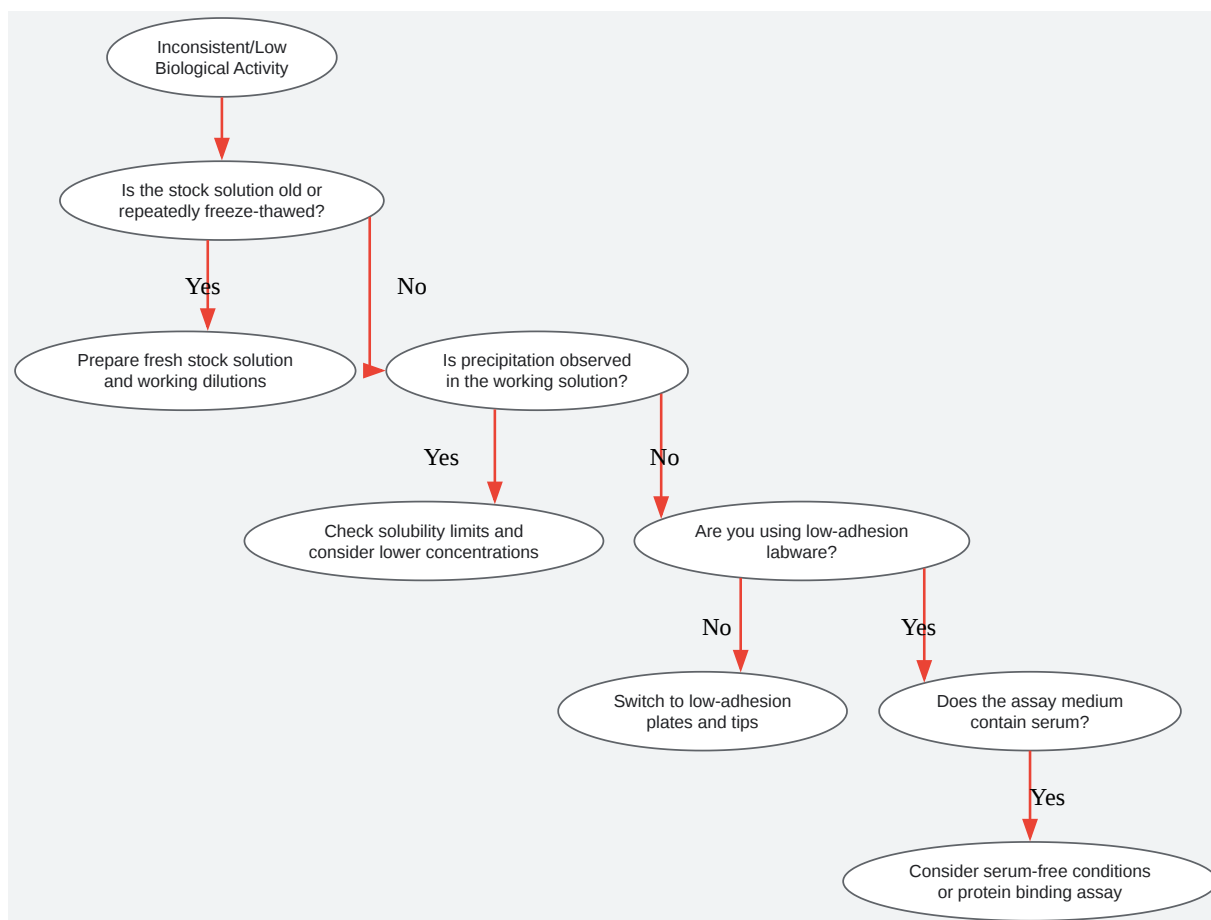 Inconsistent/Low
Biological Activity
Is the stock solution old or
repeatedly freeze-thawed?
Yes
No
Prepare fresh stock solution
and working dilutions
Is precipitation observed
in the working solution?
Yes
No
Check solubility limits and
consider lower concentrations
Are you using low-adhesion
labware?
No
Yes
Switch to low-adhesion
plates and tips
Does the assay medium
contain serum?
Yes
Consider serum-free conditions
or protein binding assay